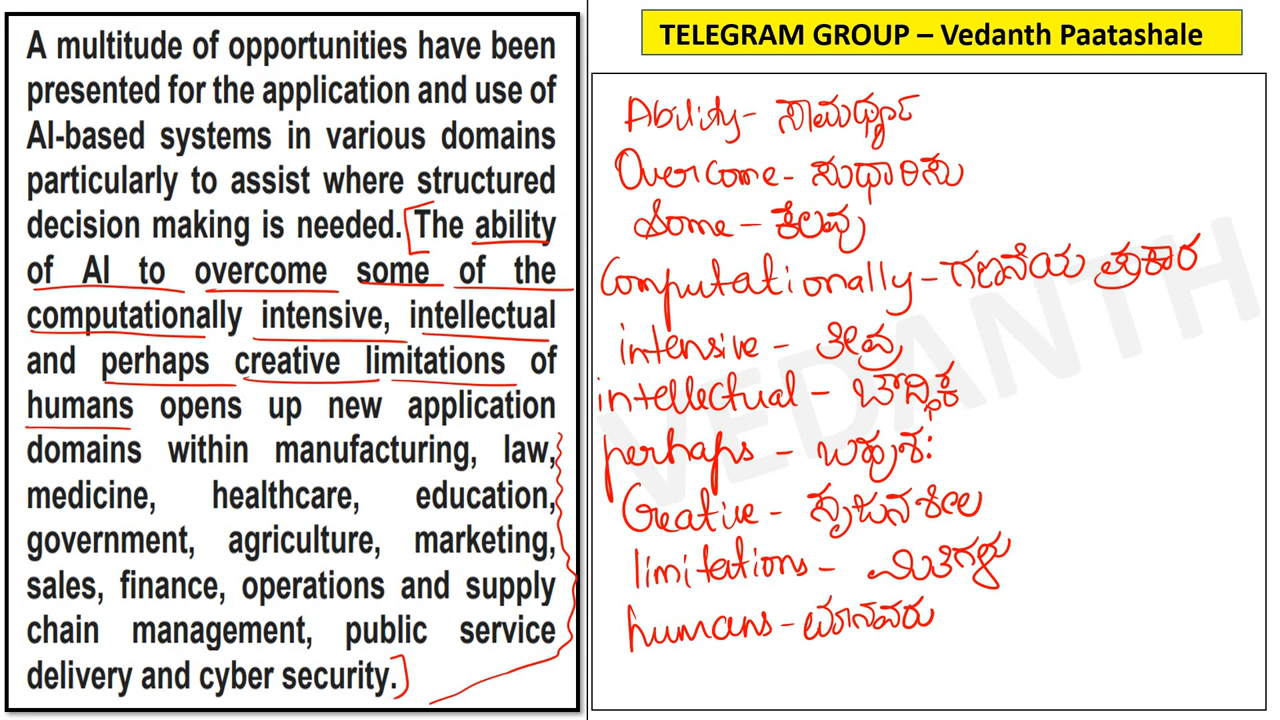 A multitude of opportunities have been
presented for the application and use of
AI-based systems in various domains
particularly to assist where structured
decision making is needed. [The ability
of AI to overcome some of the
computationally intensive, intellectual
and perhaps creative limitations of
humans opens up new application
domains within manufacturing, law,
medicine, healthcare, education,
government, agriculture, marketing,
sales, finance, operations and supply
chain management, public service
delivery and cyber security.]
TELEGRAM GROUP – Vedanth Paatashale
Ability - ಸಾಮರ್ಥ್ಯ
Overcome - ಸುಧಾರಿಸು
Some - ಕೆಲವು
Computationally - ಗಣನೆಯ ಪ್ರಕಾರ
intensive - ತೀವ್ರ
intellectual - ಬೌದ್ಧಿಕ
perhaps - ಬಹುಶಃ
Creative - ಸೃಜನಶೀಲ
limitations - ಮಿತಿಗಳು
humans - ಮಾನವರು
VEDANTH